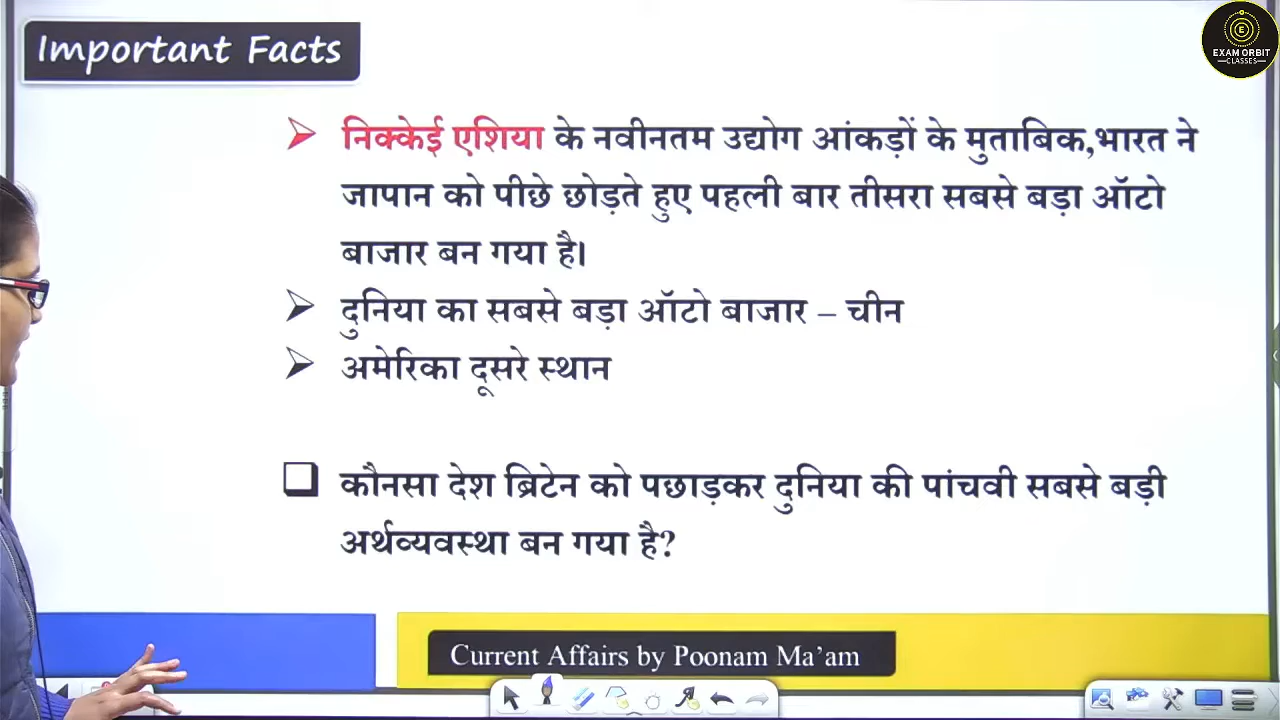 Important Facts
EXAM ORBIT
CLASSES
निक्केई एशिया के नवीनतम उद्योग आंकड़ों के मुताबिक,भारत ने
जापान को पीछे छोड़ते हुए पहली बार तीसरा सबसे बड़ा ऑटो
बाजार बन गया है।
दुनिया का सबसे बड़ा ऑटो बाजार – चीन
अमेरिका दूसरे स्थान
कौनसा देश ब्रिटेन को पछाड़कर दुनिया की पांचवी सबसे बड़ी
अर्थव्यवस्था बन गया है?
Current Affairs by Poonam Ma’am